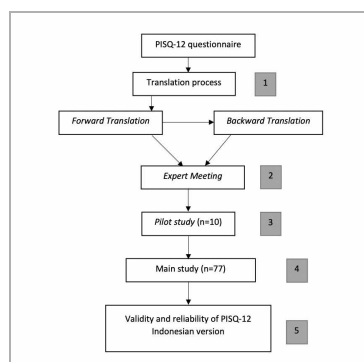 PISQ-12 questionnaire
Translation process
1
Forward Translation
Backward Translation
Expert Meeting
2
Pilot study (n=10)
3
Main study (n=77)
4
Validity and reliability of PISQ-12
Indonesian version
5